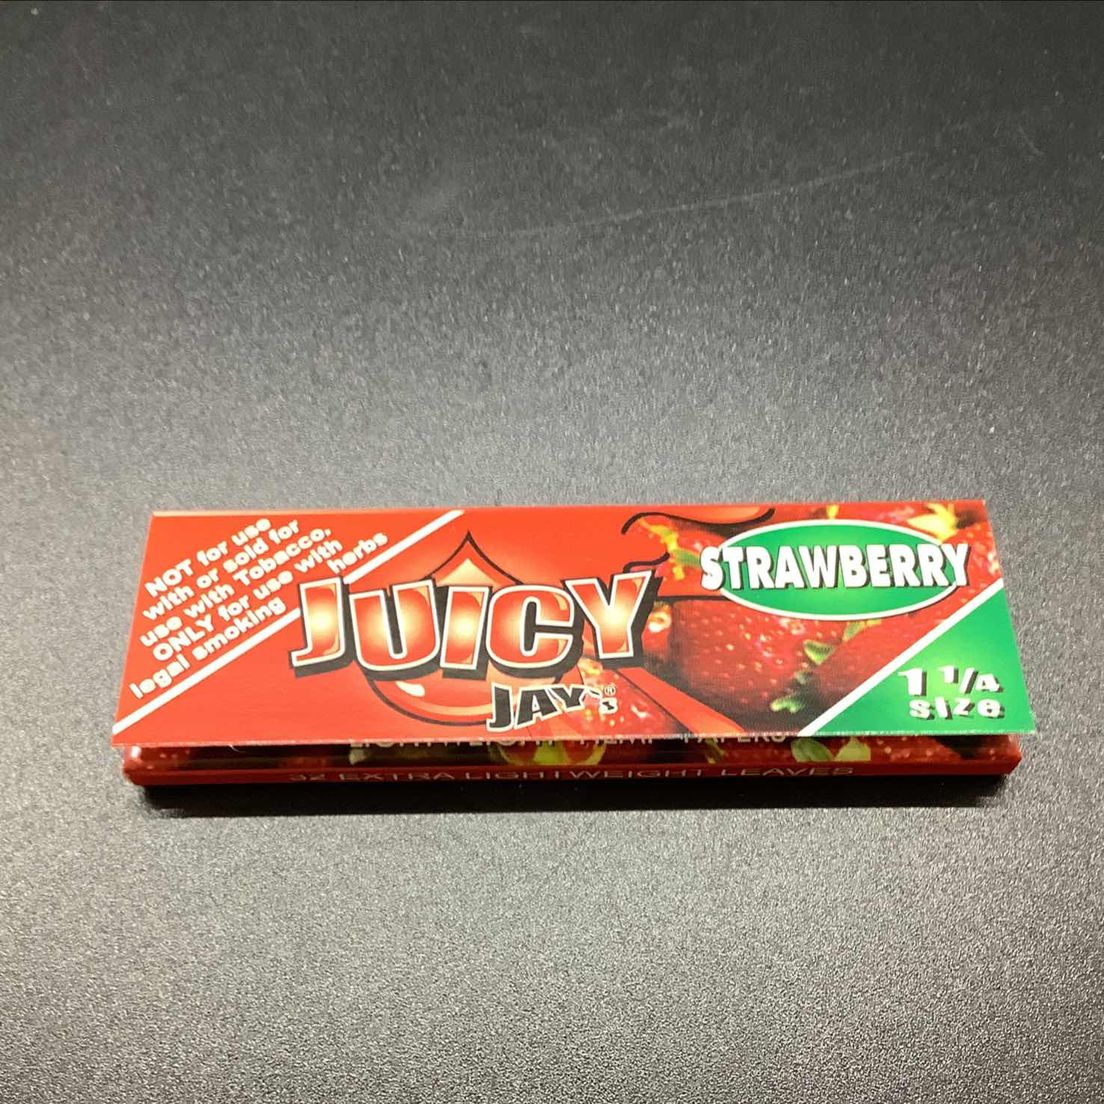 NOT for use
with or sold for
use with Tobacco,
ONLY for use with
legal smoking herbs
JUICY
JAY's®
STRAWBERRY
1 1/4
size
32 EXTRA LIGHTWEIGHT LEAVES